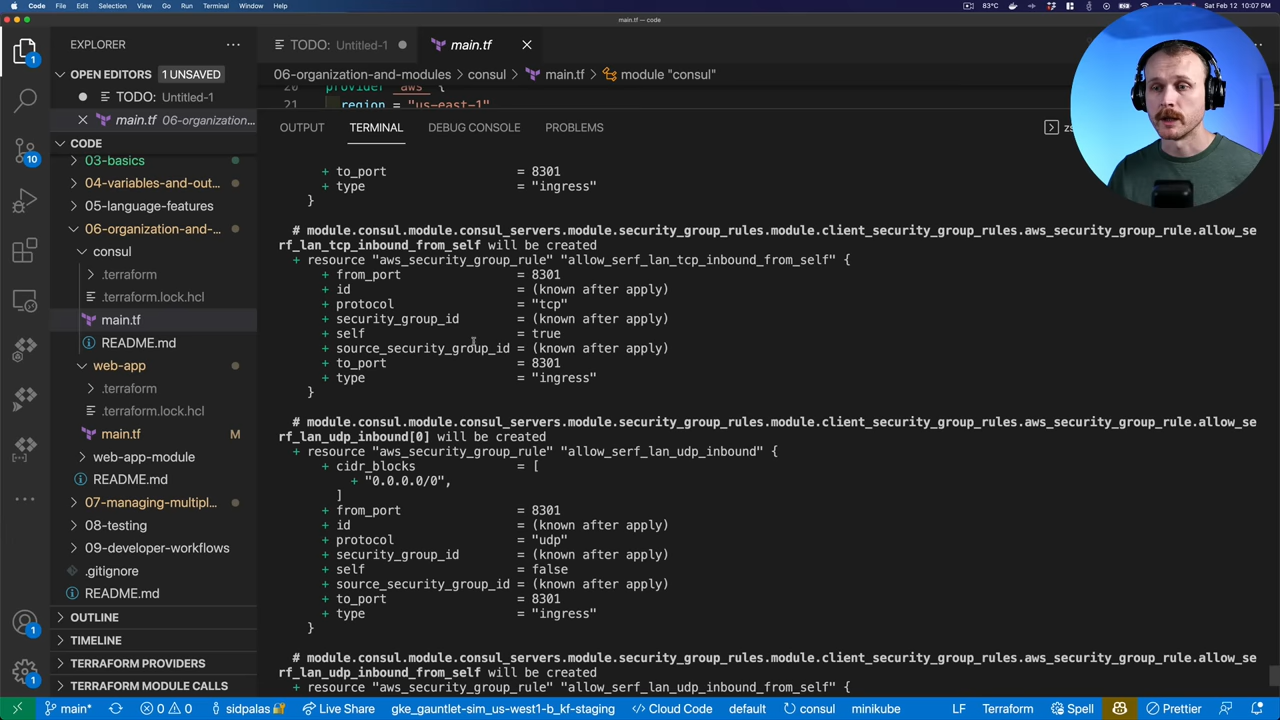 Code File Edit Selection View Go Run Terminal Window Help
83°C Sat Feb 12 10:07 PM
main.tf — code
EXPLORER
OPEN EDITORS 1 UNSAVED
TODO: Untitled-1
main.tf 06-organization...
CODE
03-basics
04-variables-and-out...
05-language-features
06-organization-and-...
consul
.terraform
.terraform.lock.hcl
main.tf
README.md
web-app
.terraform
.terraform.lock.hcl
main.tf M
web-app-module
README.md
07-managing-multipl...
08-testing
09-developer-workflows
.gitignore
README.md
OUTLINE
TIMELINE
TERRAFORM PROVIDERS
TERRAFORM MODULE CALLS
1
10
1
1
TODO: Untitled-1
main.tf
06-organization-and-modules > consul > main.tf > module "consul"
20 provider "aws" {
21 region = "us-east-1"
OUTPUT TERMINAL DEBUG CONSOLE PROBLEMS
+ to_port = 8301
+ type = "ingress"
}
# module.consul.module.consul_servers.module.security_group_rules.module.client_security_group_rules.aws_security_group_rule.allow_se
rf_lan_tcp_inbound_from_self will be created
+ resource "aws_security_group_rule" "allow_serf_lan_tcp_inbound_from_self" {
+ from_port = 8301
+ id = (known after apply)
+ protocol = "tcp"
+ security_group_id = (known after apply)
+ self = true
+ source_security_group_id = (known after apply)
+ to_port = 8301
+ type = "ingress"
}
# module.consul.module.consul_servers.module.security_group_rules.module.client_security_group_rules.aws_security_group_rule.allow_se
rf_lan_udp_inbound[0] will be created
+ resource "aws_security_group_rule" "allow_serf_lan_udp_inbound" {
+ cidr_blocks = [
+ "0.0.0.0/0",
]
+ from_port = 8301
+ id = (known after apply)
+ protocol = "udp"
+ security_group_id = (known after apply)
+ self = false
+ source_security_group_id = (known after apply)
+ to_port = 8301
+ type = "ingress"
}
# module.consul.module.consul_servers.module.security_group_rules.module.client_security_group_rules.aws_security_group_rule.allow_se
rf_lan_udp_inbound_from_self will be created
+ resource "aws_security_group_rule" "allow_serf_lan_udp_inbound_from_self" {
main* 0 0 sidpalas Live Share gke_gauntlet-sim_us-west1-b_kf-staging Cloud Code default consul minikube LF Terraform Spell Prettier